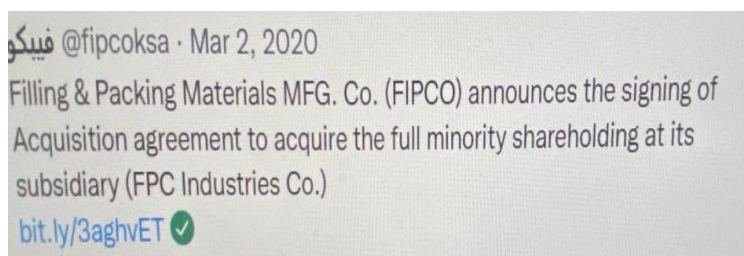 فيبكو @fipcoksa · Mar 2, 2020
Filling & Packing Materials MFG. Co. (FIPCO) announces the signing of
Acquisition agreement to acquire the full minority shareholding at its
subsidiary (FPC Industries Co.)
bit.ly/3aghvET